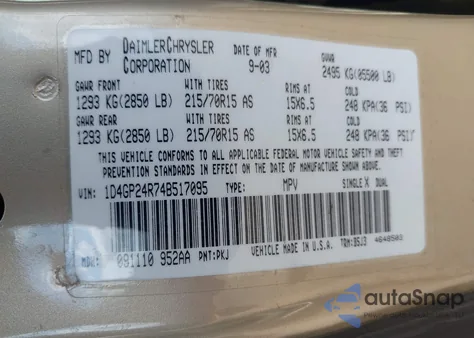 MFD BY DAIMLERCHRYSLER CORPORATION DATE OF MFR 9-03 GVWR 2495 KG(05500 LB)
GAWR FRONT WITH TIRES RIMS AT COLD
1293 KG(2850 LB) 215/70R15 AS 15X6.5 248 KPA(36 PSI)
GAWR REAR WITH TIRES RIMS AT COLD
1293 KG(2850 LB) 215/70R15 AS 15X6.5 248 KPA(36 PSI)
THIS VEHICLE CONFORMS TO ALL APPLICABLE FEDERAL MOTOR VEHICLE SAFETY, BUMPER, AND
THEFT PREVENTION STANDARDS IN EFFECT ON THE DATE OF MANUFACTURE SHOWN ABOVE.
VIN: 1D4GP24R74B517095 TYPE: MPV SINGLE X DUAL
MDH: 091110 952AA PNT:PKJ VEHICLE MADE IN U.S.A.
autoSnap